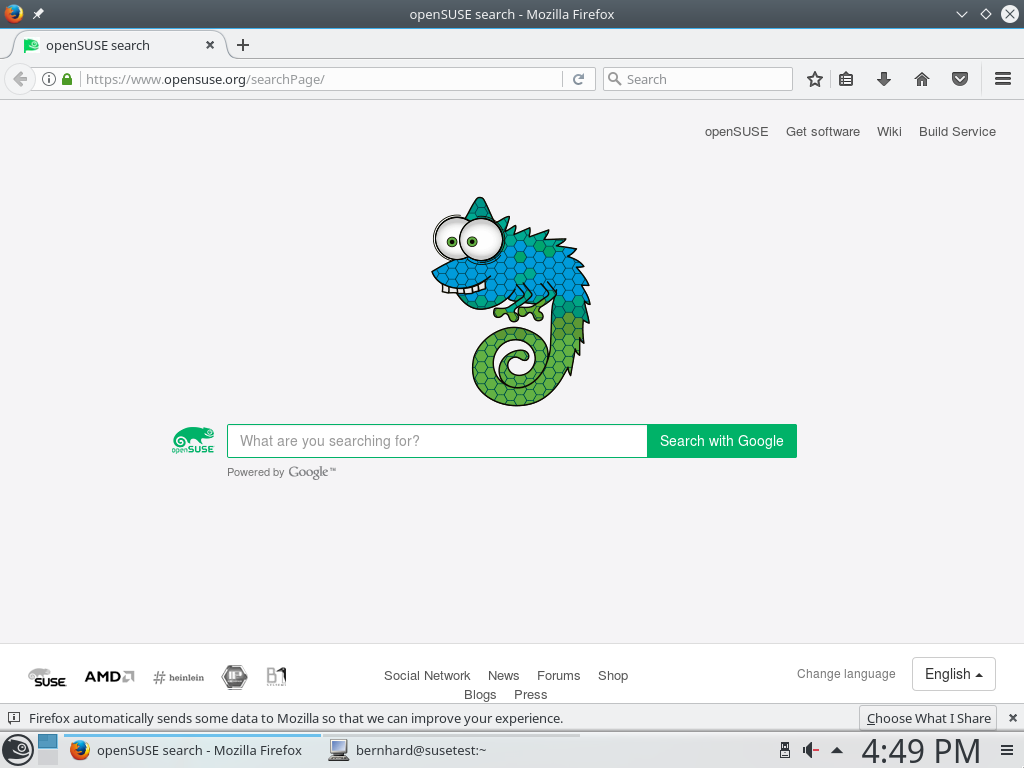 openSUSE search - Mozilla Firefox
openSUSE search
https://www.opensuse.org/searchPage/
Search
openSUSE Get software Wiki Build Service
openSUSE
What are you searching for?
Search with Google
Powered by Google™
SUSE
AMD
# heinlein
B1
Social Network News Forums Shop
Blogs Press
Change language
English
Firefox automatically sends some data to Mozilla so that we can improve your experience.
Choose What I Share
openSUSE search - Mozilla Firefox
bernhard@susetest:~
4:49 PM